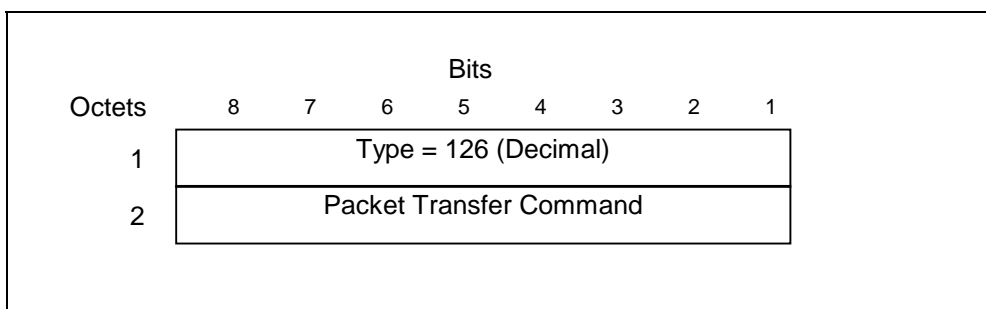 Bits
Octets 8 7 6 5 4 3 2 1
1 Type = 126 (Decimal)
2 Packet Transfer Command